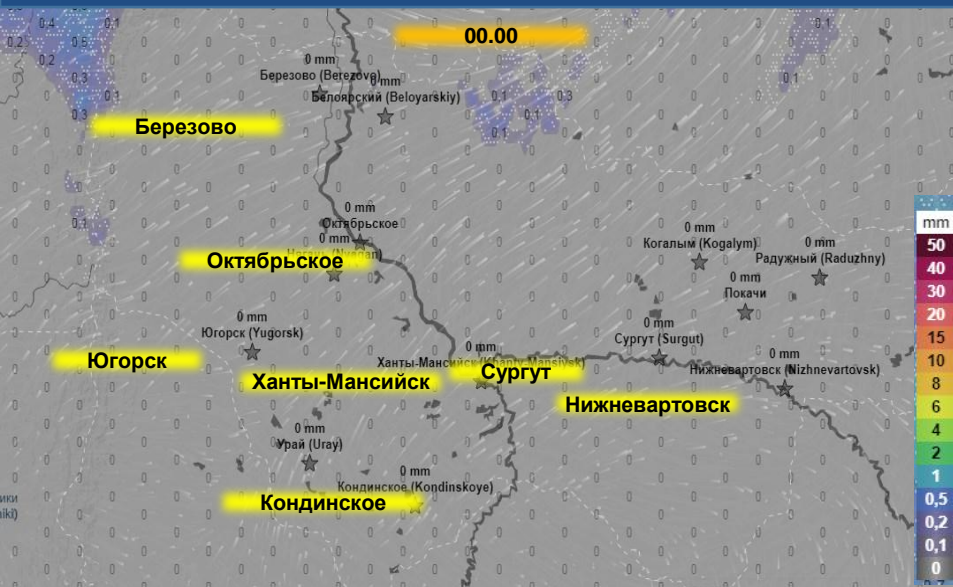 00.00
0 mm
Березово (Berezovo)
0 mm
Белоярский (Beloyarskiy)
Березово
0 mm
Октябрьское
0 mm
Октябрьское
0 mm
Когалым (Kogalym)
0 mm
Радужный (Raduzhny)
0 mm
Покачи
0 mm
Югорск (Yugorsk)
0 mm
Сургут (Surgut)
0 mm
Ханты-Мансийск (Khanty-Mansiysk)
0 mm
Нижневартовск (Nizhnevartovsk)
Югорск
Ханты-Мансийск
Сургут
Нижневартовск
0 mm
Урай (Uray)
0 mm
Кондинское (Kondinskoye)
Кондинское
mm
50
40
30
20
15
10
8
6
4
2
1
0,5
0,2
0,1
0